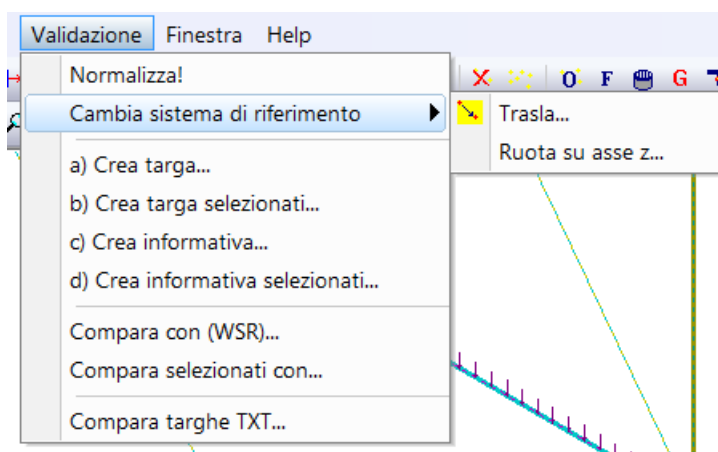 Validazione Finestra Help
Normalizza!
O F G
Cambia sistema di riferimento
Trasla...
Ruota su asse z...
a) Crea targa...
b) Crea targa selezionati...
c) Crea informativa...
d) Crea informativa selezionati...
Compara con (WSR)...
Compara selezionati con...
Compara targhe TXT...